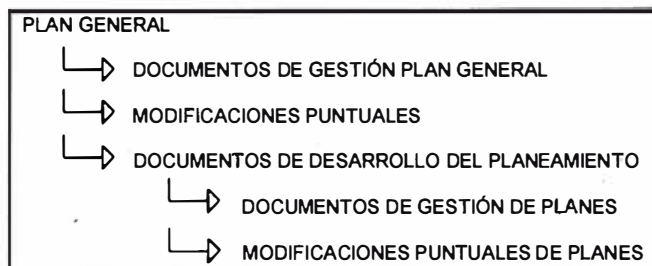 PLAN GENERAL
DOCUMENTOS DE GESTIÓN PLAN GENERAL
MODIFICACIONES PUNTUALES
DOCUMENTOS DE DESARROLLO DEL PLANEAMIENTO
DOCUMENTOS DE GESTIÓN DE PLANES
MODIFICACIONES PUNTUALES DE PLANES